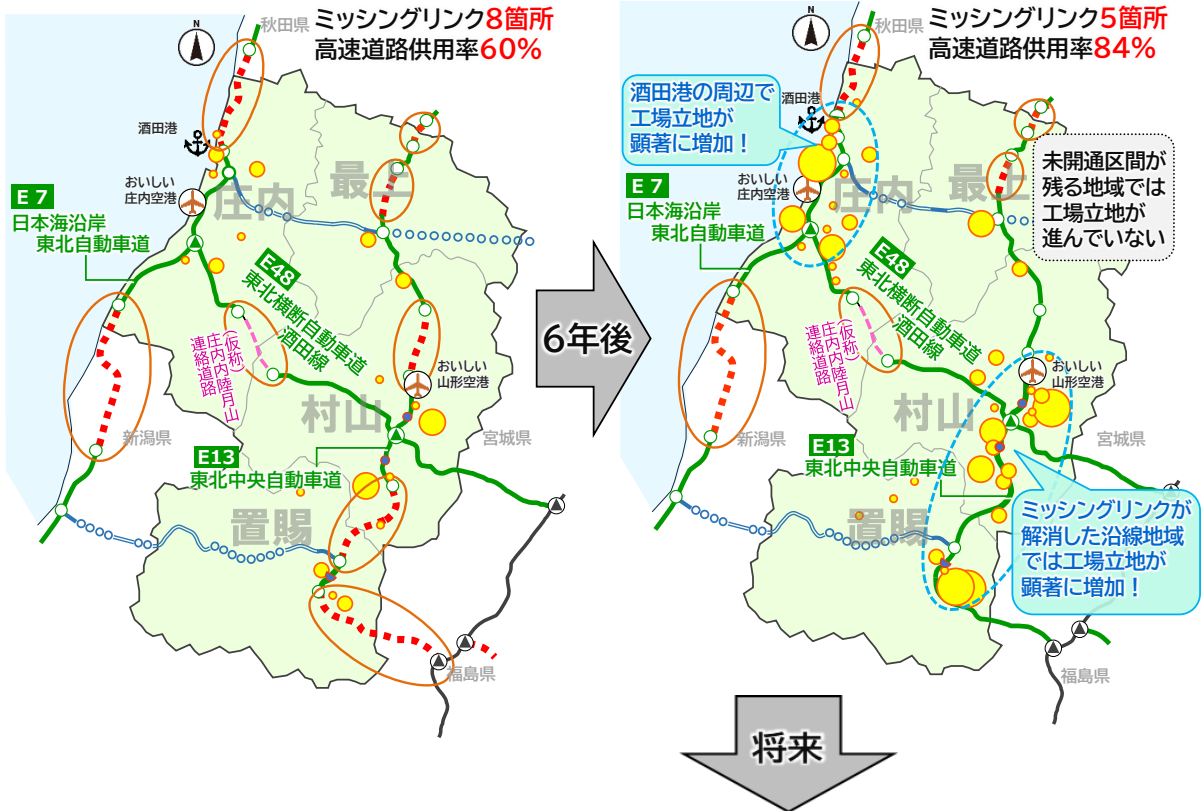 ミッシングリンク8箇所
高速道路供用率60%
N
秋田県
酒田港
おいしい
庄内空港
庄内
最上
E7
日本海沿岸
東北自動車道
E48
東北横断自動車道
酒田線
(仮称)
庄内内陸月山
連絡道路
おいしい
山形空港
村山
新潟県
宮城県
E13
東北中央自動車道
置賜
福島県
6年後
ミッシングリンク5箇所
高速道路供用率84%
N
秋田県
酒田港の周辺で
工場立地が
顕著に増加!
酒田港
おいしい
庄内空港
庄内
最上
未開通区間が
残る地域では
工場立地が
進んでいない
E7
日本海沿岸
東北自動車道
E48
東北横断自動車道
酒田線
(仮称)
庄内内陸月山
連絡道路
おいしい
山形空港
村山
新潟県
宮城県
E13
東北中央自動車道
置賜
ミッシングリンクが
解消した沿線地域
では工場立地が
顕著に増加!
福島県
将来